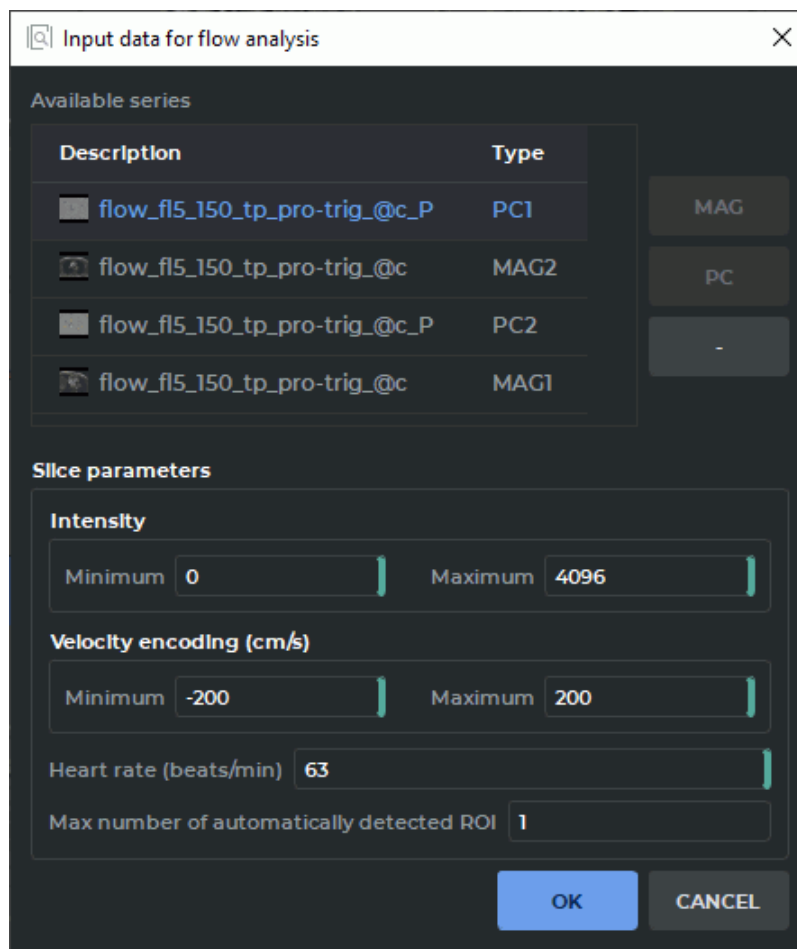 Input data for flow analysis
Available series
Description Type
flow_fl5_150_tp_pro-trig_@c_P PC1
flow_fl5_150_tp_pro-trig_@c MAG2
flow_fl5_150_tp_pro-trig_@c_P PC2
flow_fl5_150_tp_pro-trig_@c MAG1
MAG
PC
-
Slice parameters
Intensity
Minimum 0 Maximum 4096
Velocity encoding (cm/s)
Minimum -200 Maximum 200
Heart rate (beats/min) 63
Max number of automatically detected ROI 1
OK CANCEL